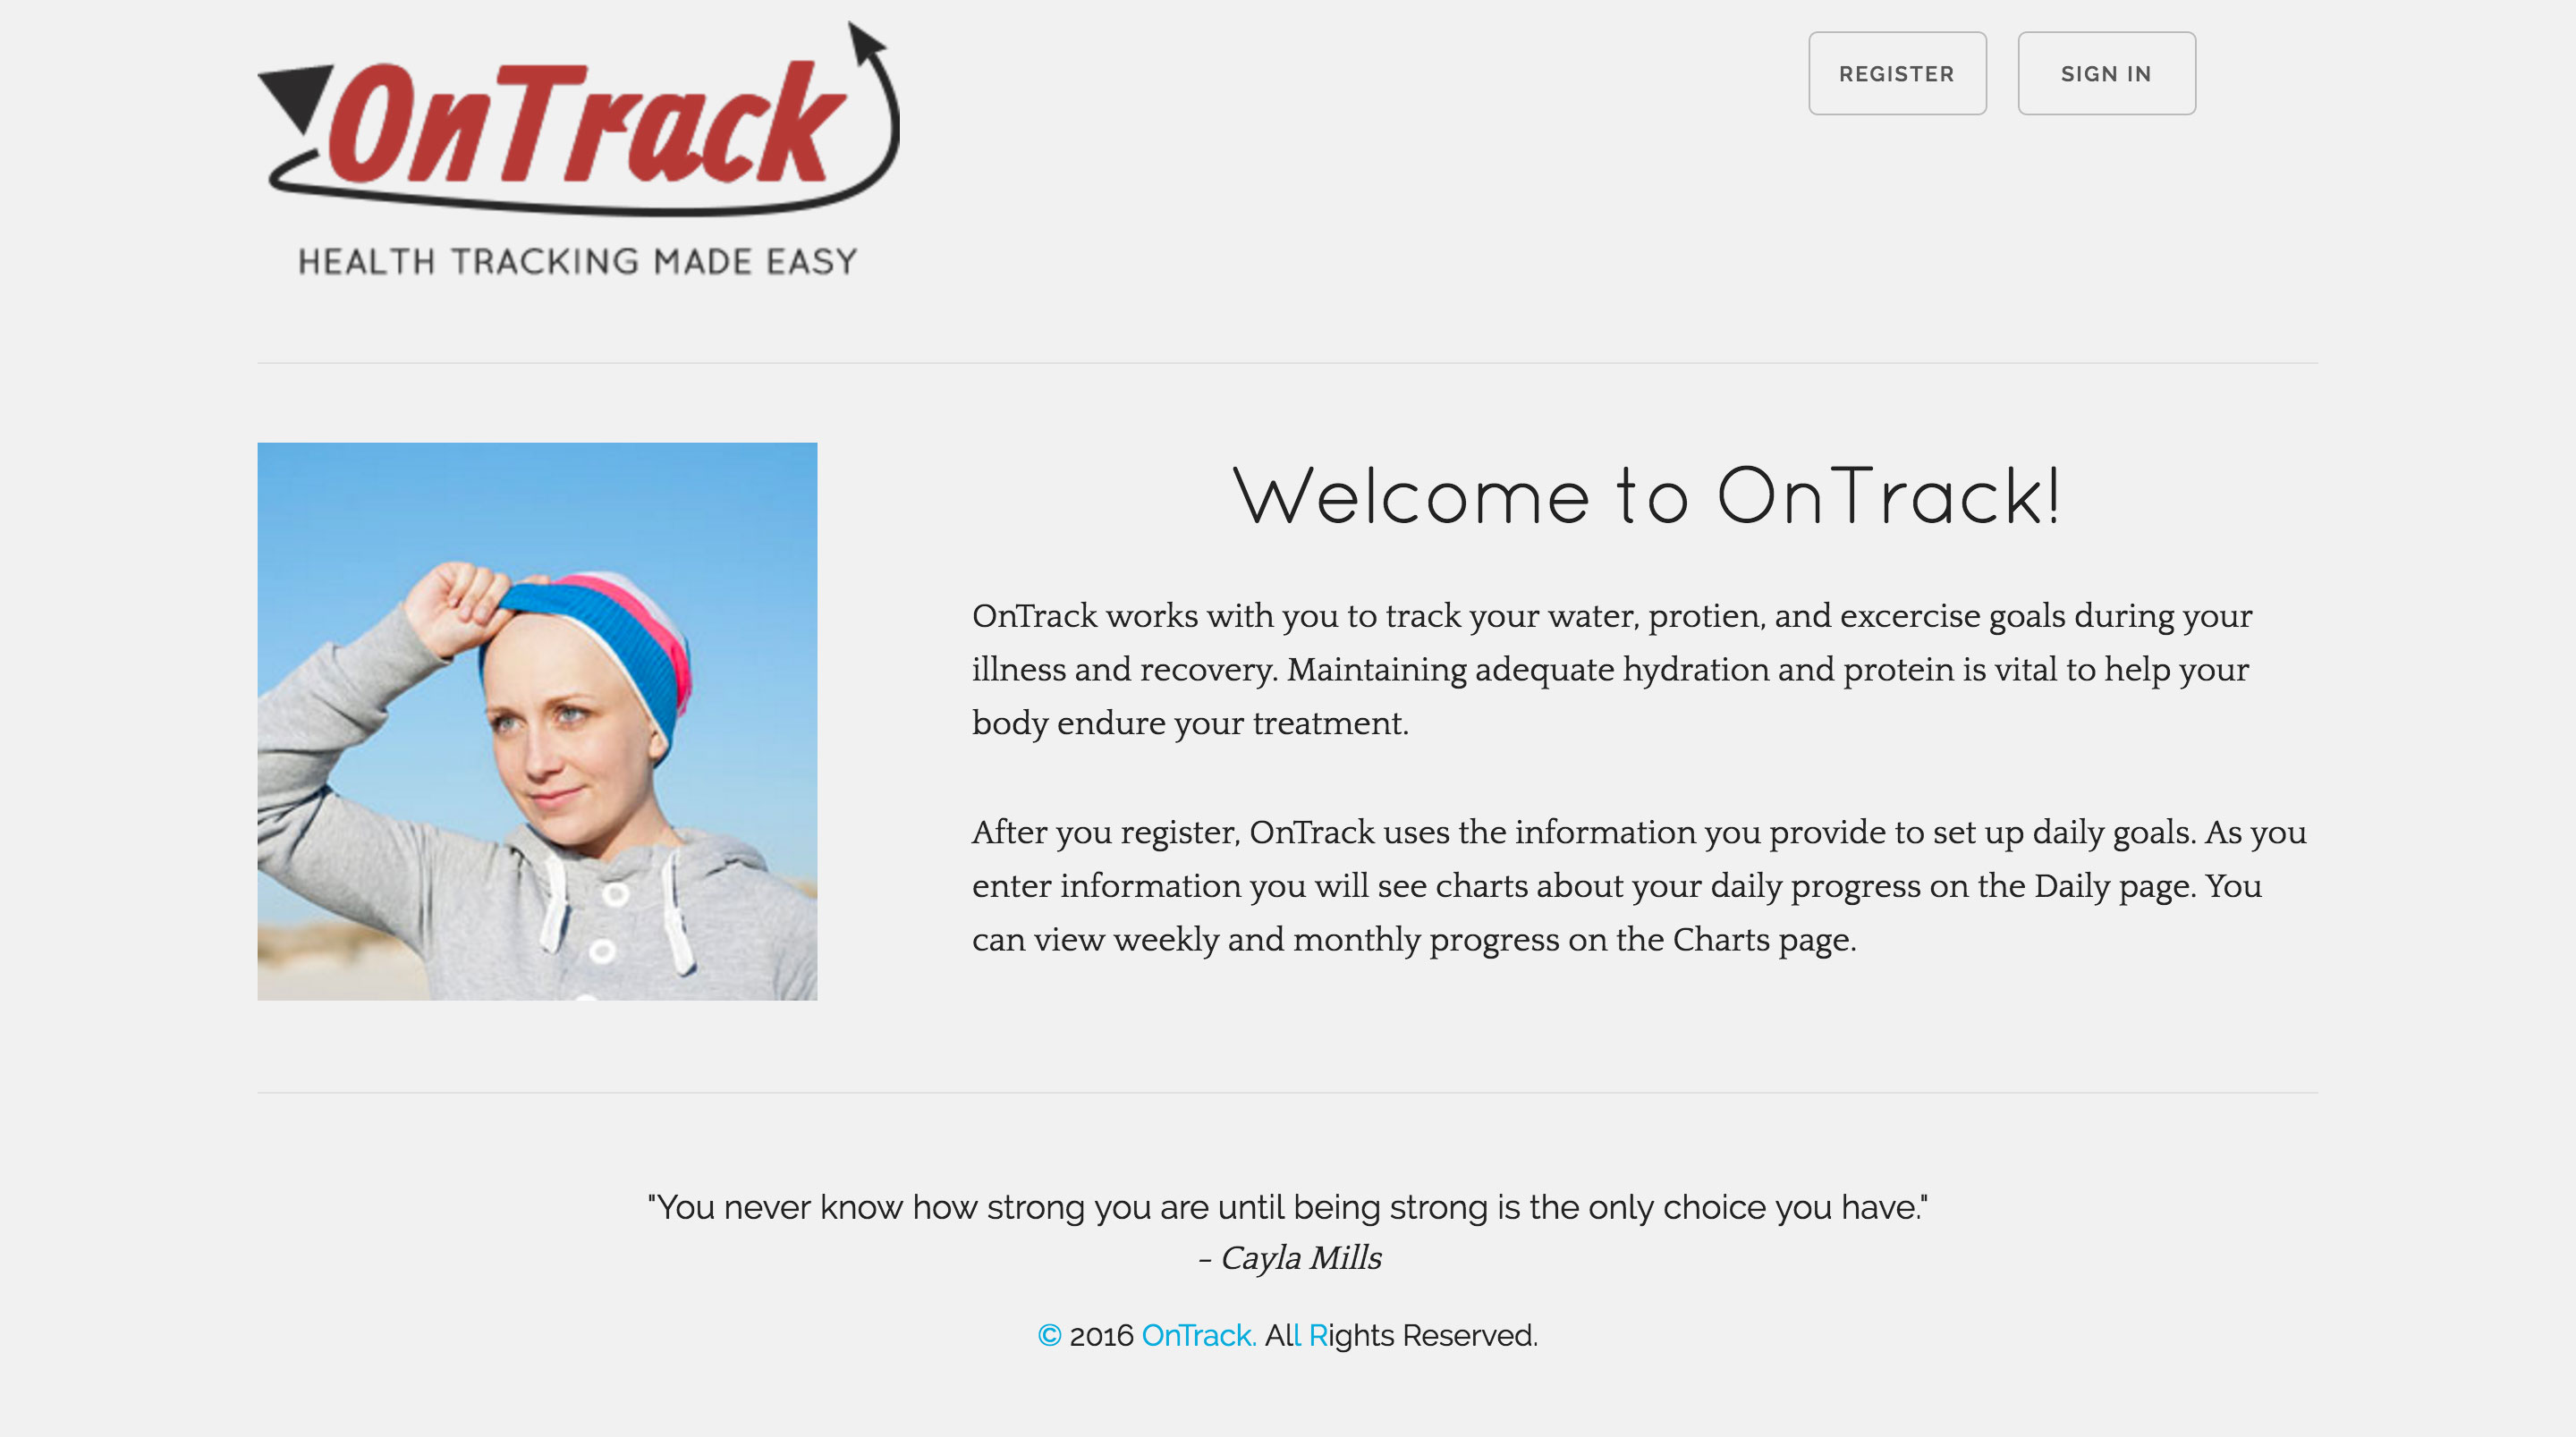 OnTrack
HEALTH TRACKING MADE EASY
REGISTER
SIGN IN
Welcome to OnTrack!
OnTrack works with you to track your water, protien, and excercise goals during your
illness and recovery. Maintaining adequate hydration and protein is vital to help your
body endure your treatment.
After you register, OnTrack uses the information you provide to set up daily goals. As you
enter information you will see charts about your daily progress on the Daily page. You
can view weekly and monthly progress on the Charts page.
"You never know how strong you are until being strong is the only choice you have."
– Cayla Mills
© 2016 OnTrack. All Rights Reserved.